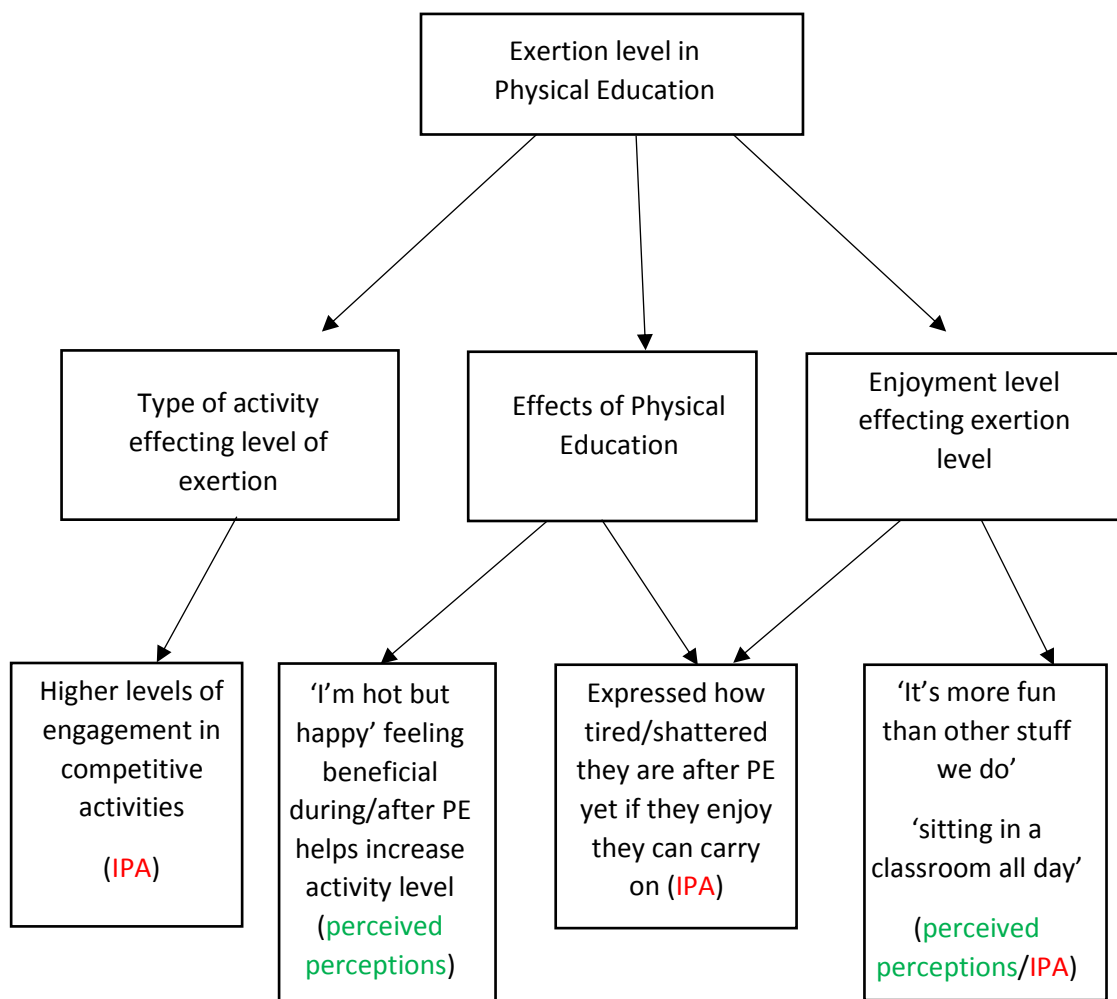 Exertion level in
Physical Education
Type of activity
effecting level of
exertion
Effects of Physical
Education
Enjoyment level
effecting exertion
level
Higher levels of
engagement in
competitive
activities
(IPA)
‘I’m hot but
happy’ feeling
beneficial
during/after PE
helps increase
activity level
(perceived
perceptions)
Expressed how
tired/shattered
they are after PE
yet if they enjoy
they can carry
on (IPA)
‘It’s more fun
than other stuff
we do’
‘sitting in a
classroom all day’
(perceived
perceptions/IPA)